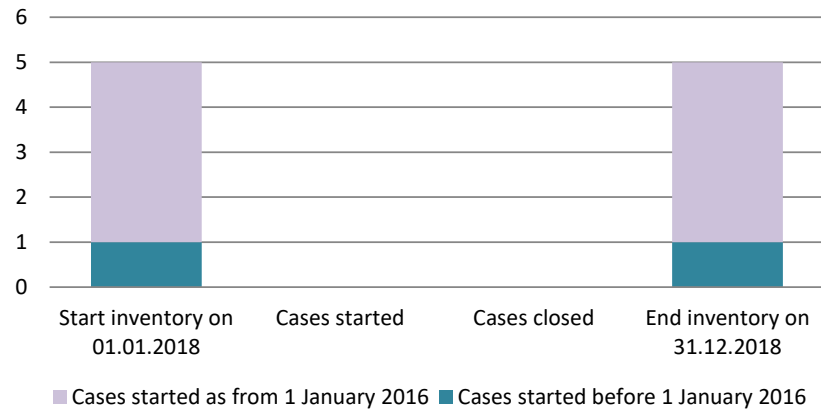 6
5
4
3
2
1
0
Start inventory on
01.01.2018
Cases started
Cases closed
End inventory on
31.12.2018
Cases started as from 1 January 2016
Cases started before 1 January 2016